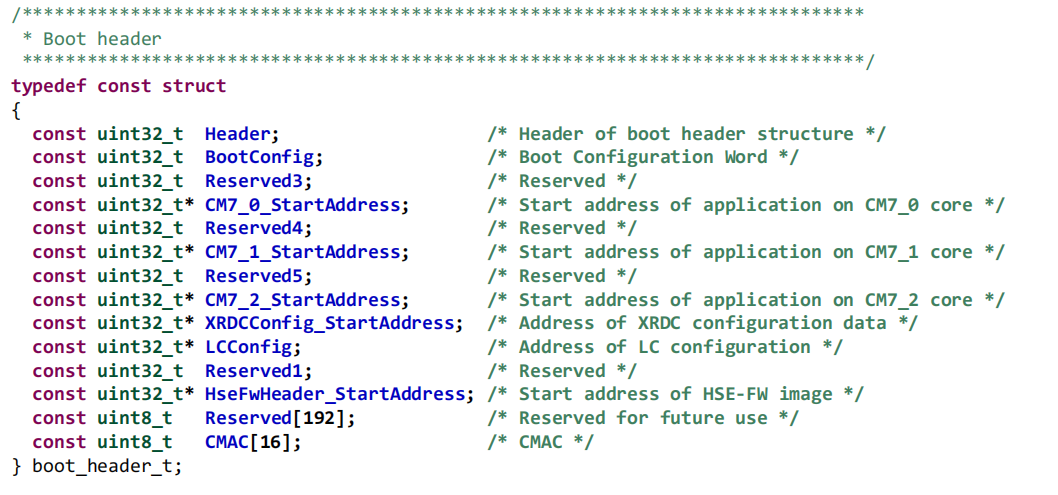 /******************************************************************************
 * Boot header
 ******************************************************************************/
typedef const struct
{
  const uint32_t  Header;                   /* Header of boot header structure */
  const uint32_t  BootConfig;               /* Boot Configuration Word */
  const uint32_t  Reserved3;                /* Reserved */
  const uint32_t* CM7_0_StartAddress;       /* Start address of application on CM7_0 core */
  const uint32_t  Reserved4;                /* Reserved */
  const uint32_t* CM7_1_StartAddress;       /* Start address of application on CM7_1 core */
  const uint32_t  Reserved5;                /* Reserved */
  const uint32_t* CM7_2_StartAddress;       /* Start address of application on CM7_2 core */
  const uint32_t* XRDCConfig_StartAddress;  /* Address of XRDC configuration data */
  const uint32_t* LCConfig;                 /* Address of LC configuration */
  const uint32_t  Reserved1;                /* Reserved */
  const uint32_t* HseFwHeader_StartAddress; /* Start address of HSE-FW image */
  const uint8_t   Reserved[192];            /* Reserved for future use */
  const uint8_t   CMAC[16];                 /* CMAC */
} boot_header_t;